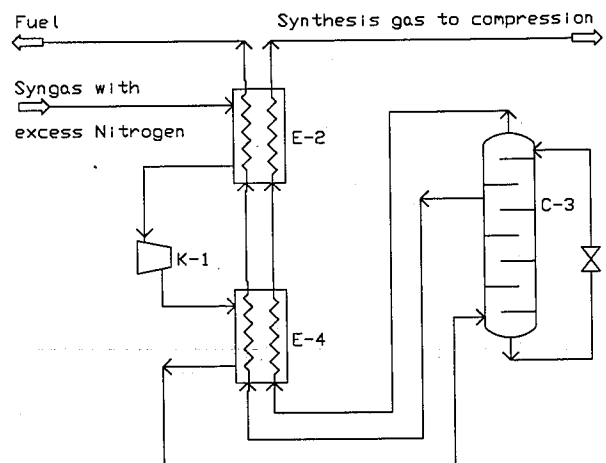 Fuel
Synthesis gas to compression
Syngas with
excess Nitrogen
E-2
C-3
K-1
E-4